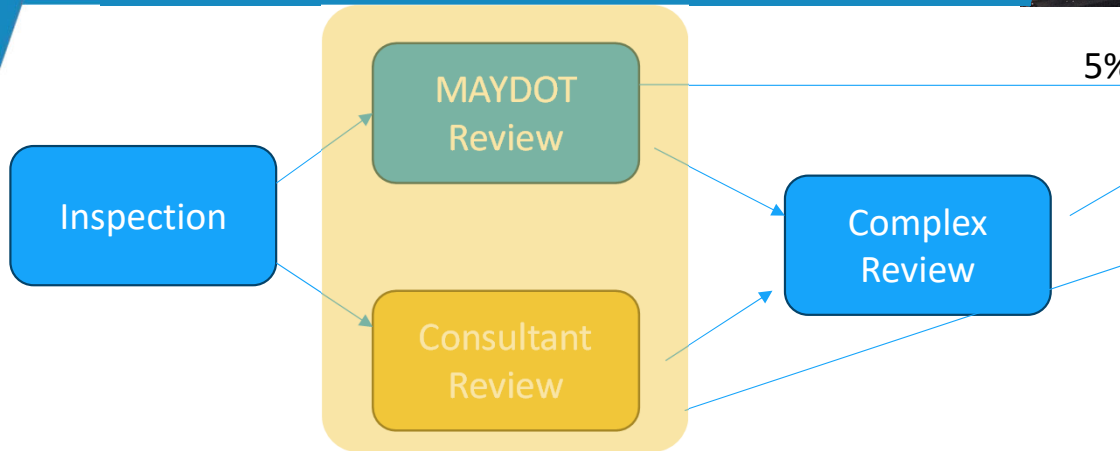 5%
MAYDOT
Review
Inspection
Complex
Review
Consultant
Review